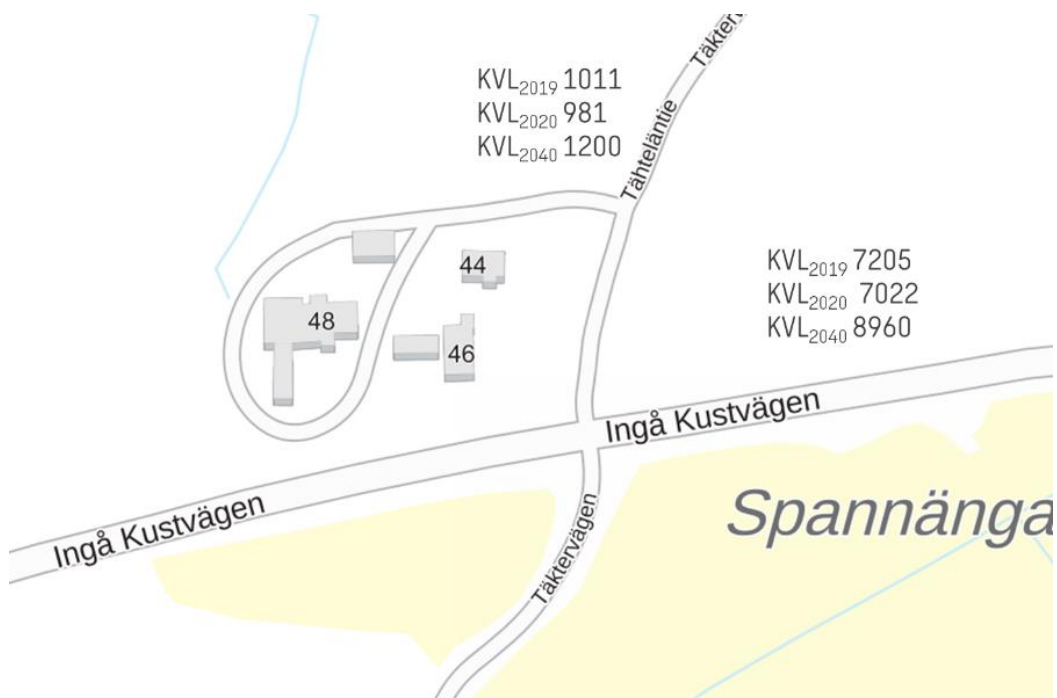 Täkterv
KVL2019 1011
KVL2020 981
KVL2040 1200
Tähteläntie
44
KVL2019 7205
KVL2020 7022
KVL2040 8960
48
46
Ingå Kustvägen
Ingå Kustvägen
Spannänga
Täktervägen